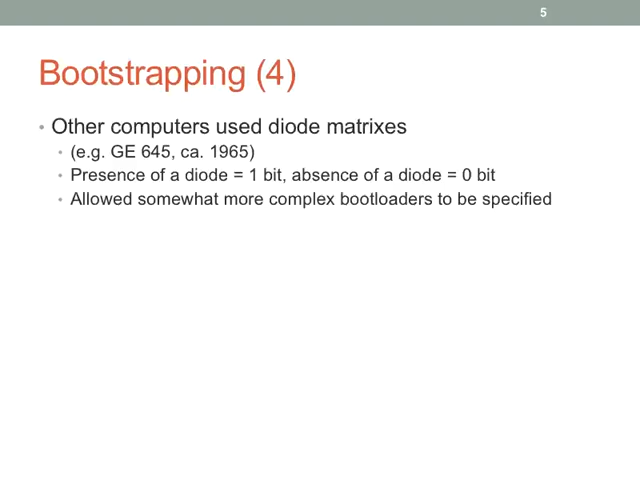 5
Bootstrapping (4)
• Other computers used diode matrixes
• (e.g. GE 645, ca. 1965)
• Presence of a diode = 1 bit, absence of a diode = 0 bit
• Allowed somewhat more complex bootloaders to be specified